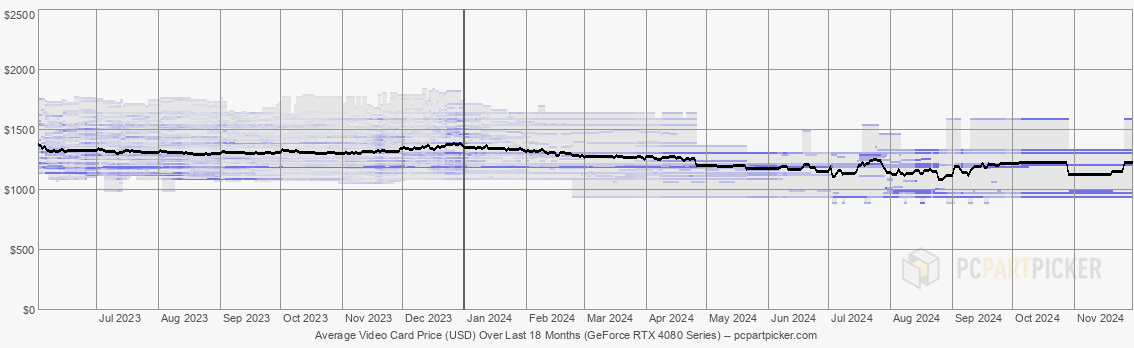 $2500
$2000
$1500
$1000
$500
$0
PCPARTPICKER
Jul 2023 Aug 2023 Sep 2023 Oct 2023 Nov 2023 Dec 2023 Jan 2024 Feb 2024 Mar 2024 Apr 2024 May 2024 Jun 2024 Jul 2024 Aug 2024 Sep 2024 Oct 2024 Nov 2024
Average Video Card Price (USD) Over Last 18 Months (GeForce RTX 4080 Series) -- pcpartpicker.com